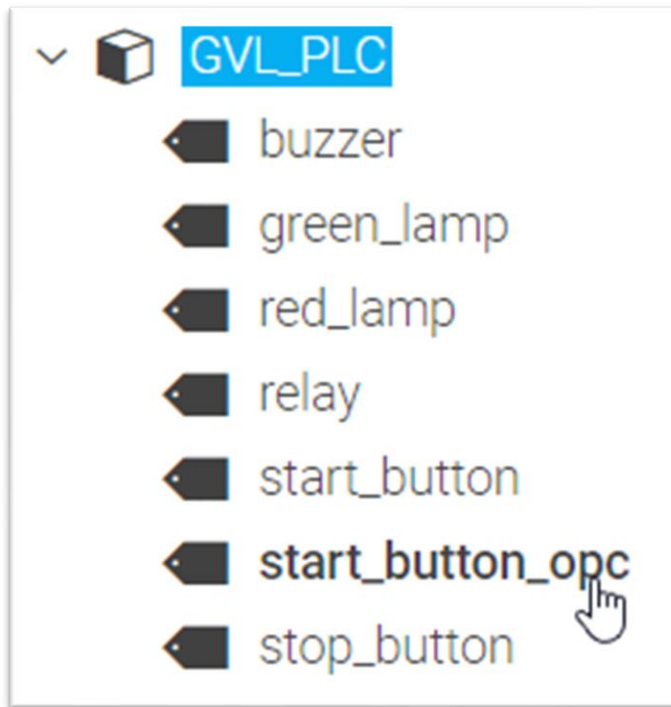 GVL_PLC
buzzer
green_lamp
red_lamp
relay
start_button
start_button_opc
stop_button